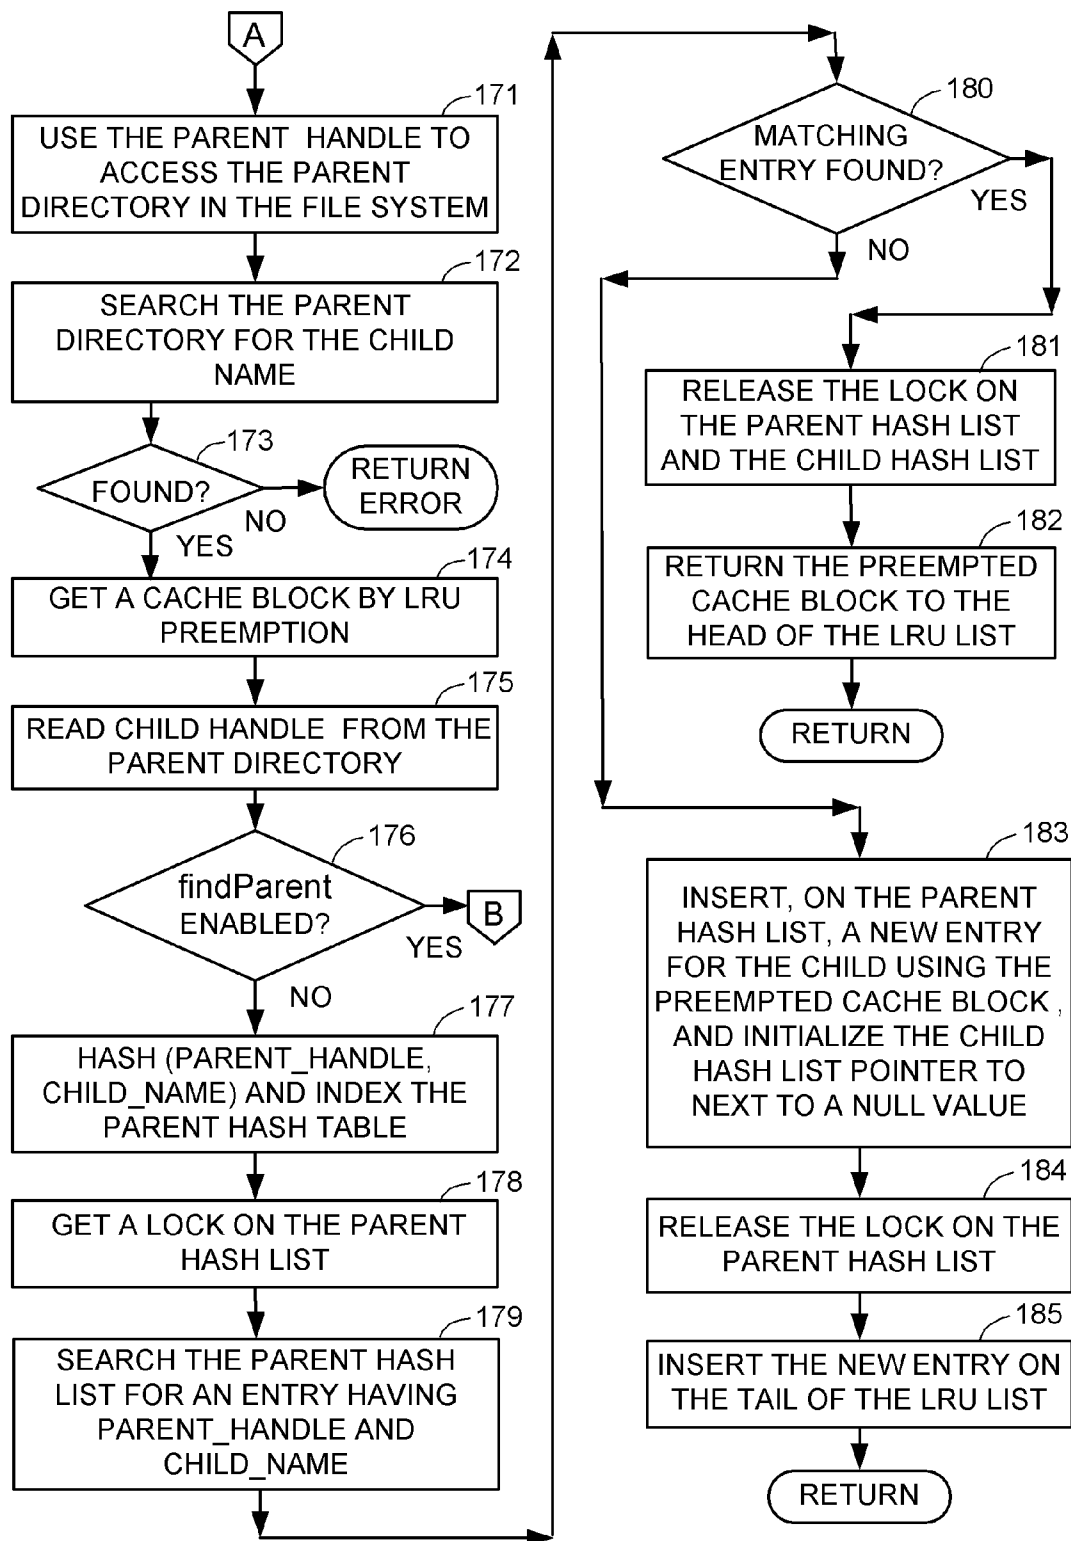 A
171
USE THE PARENT HANDLE TO
ACCESS THE PARENT
DIRECTORY IN THE FILE SYSTEM
172
SEARCH THE PARENT
DIRECTORY FOR THE CHILD
NAME
173
FOUND?
NO
RETURN
ERROR
YES
174
GET A CACHE BLOCK BY LRU
PREEMPTION
175
READ CHILD HANDLE FROM THE
PARENT DIRECTORY
176
findParent
ENABLED?
YES
B
NO
177
HASH (PARENT_HANDLE,
CHILD_NAME) AND INDEX THE
PARENT HASH TABLE
178
GET A LOCK ON THE PARENT
HASH LIST
179
SEARCH THE PARENT HASH
LIST FOR AN ENTRY HAVING
PARENT_HANDLE AND
CHILD_NAME
180
MATCHING
ENTRY FOUND?
YES
NO
181
RELEASE THE LOCK ON
THE PARENT HASH LIST
AND THE CHILD HASH LIST
182
RETURN THE PREEMPTED
CACHE BLOCK TO THE
HEAD OF THE LRU LIST
RETURN
183
INSERT, ON THE PARENT
HASH LIST, A NEW ENTRY
FOR THE CHILD USING THE
PREEMPTED CACHE BLOCK ,
AND INITIALIZE THE CHILD
HASH LIST POINTER TO
NEXT TO A NULL VALUE
184
RELEASE THE LOCK ON THE
PARENT HASH LIST
185
INSERT THE NEW ENTRY ON
THE TAIL OF THE LRU LIST
RETURN